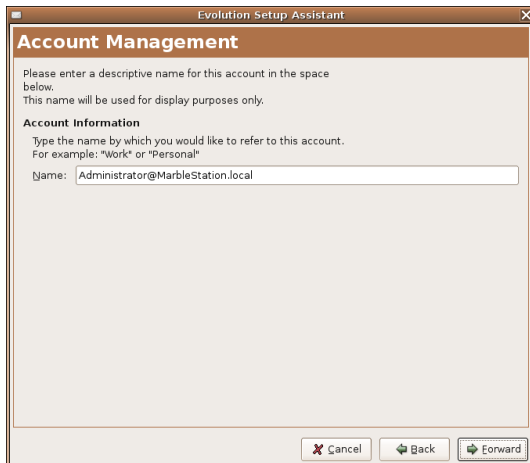 Evolution Setup Assistant
Account Management
Please enter a descriptive name for this account in the space
below.
This name will be used for display purposes only.
Account Information
Type the name by which you would like to refer to this account.
For example: "Work" or "Personal"
Name: Administrator@MarbleStation.local
Cancel Back Forward